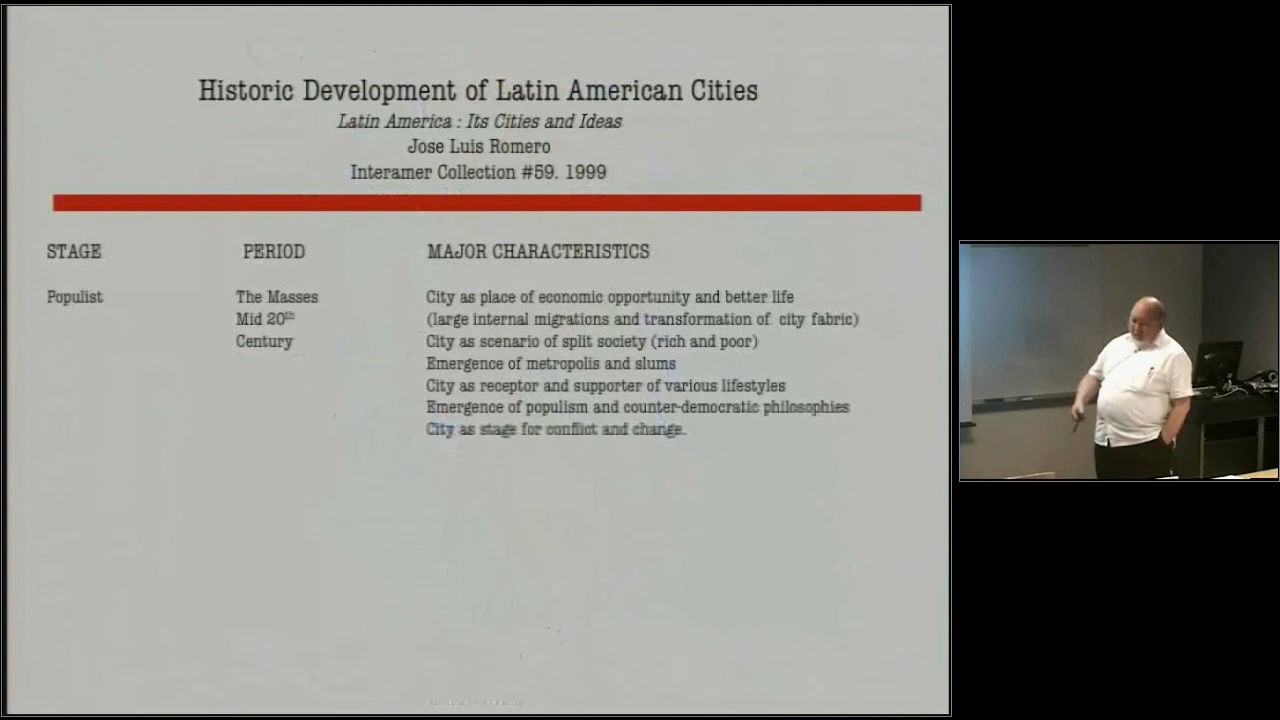 Historic Development of Latin American Cities
Latin America : Its Cities and Ideas
Jose Luis Romero
Interamer Collection #59. 1999
STAGE PERIOD MAJOR CHARACTERISTICS
Populist The Masses City as place of economic opportunity and better life
Mid 20th (large internal migrations and transformation of city fabric)
Century City as scenario of split society (rich and poor)
Emergence of metropolis and slums
City as receptor and supporter of various lifestyles
Emergence of populism and counter-democratic philosophies
City as stage for conflict and change.